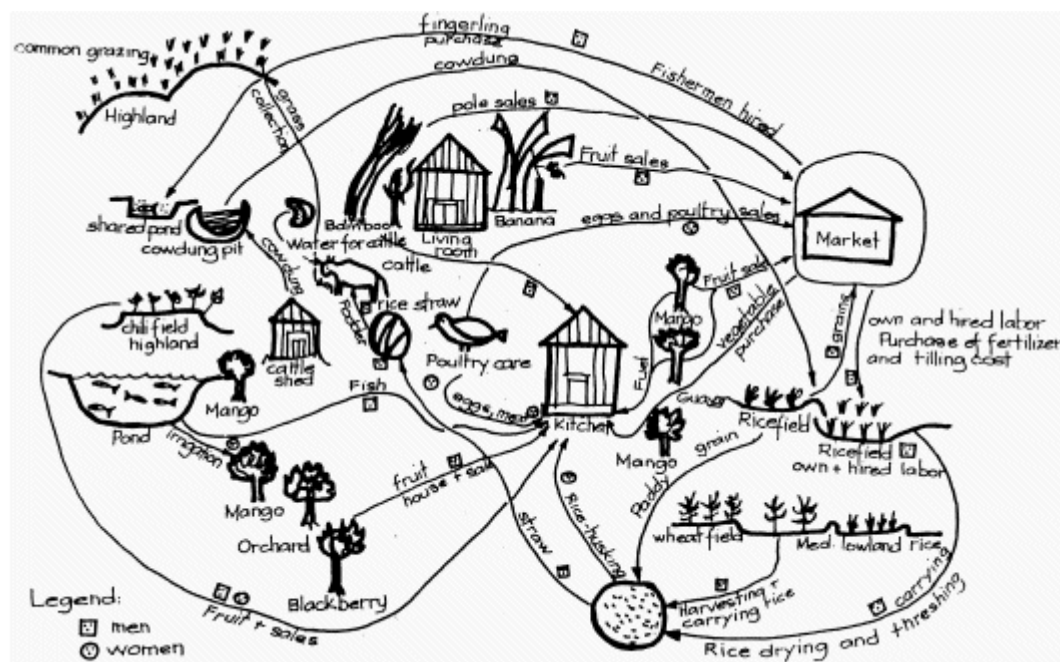 fingerling
purchase
common grazing
cowdung
Fishermen hired
grass
collection
pole sales
Highland
Fruit sales
shared pond
cowdung pit
Bamboo
Water for cattle
cattle
Living
room
Banana
eggs and poultry sales
Market
cowdung
Fodder
rice straw
Mango
Fruit sale
vegetable
purchase
grains
own and hired labor
Purchase of fertilizer
and tilling cost
chili field
highland
cattle
shed
Poultry care
Fuel
Mango
Fish
eggs, meat
Kitchen
Guava
Ricefield
Ricefield
own + hired labor
Pond
Irrigation
Mango
Mango
grain
Paddy
fruit
house + sale
Orchard
Rice-husking
straw
wheatfield
Med. lowland rice
Blackberry
Harvesting +
carrying rice
carrying
Rice drying and threshing
Fruit + sales
Legend:
men
women